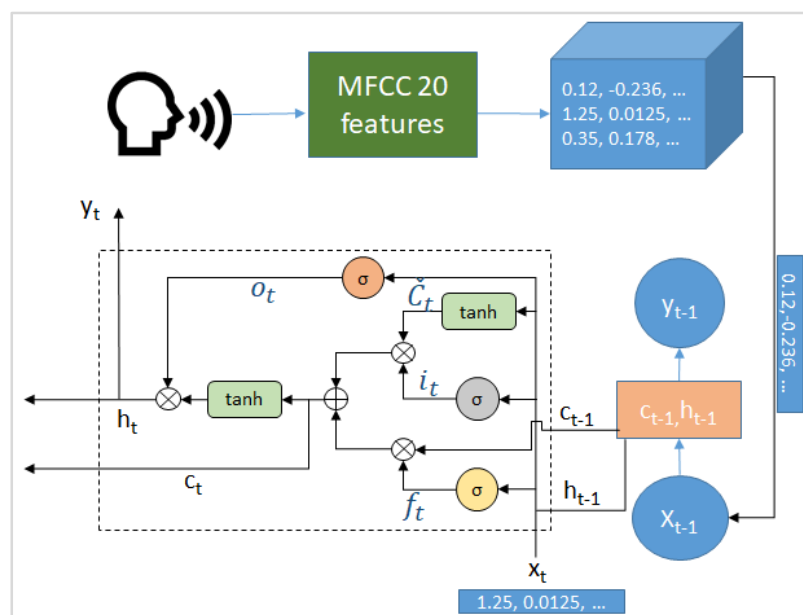 MFCC 20
features
0.12, -0.236, ...
1.25, 0.0125, ...
0.35, 0.178, ...
yₜ
σ
oₜ
Čₜ
tanh
0.12,-0.236, ...
yₜ₋₁
iₜ
σ
tanh
hₜ
cₜ₋₁
cₜ₋₁,hₜ₋₁
cₜ
fₜ
σ
hₜ₋₁
Xₜ₋₁
xₜ
1.25, 0.0125, ...